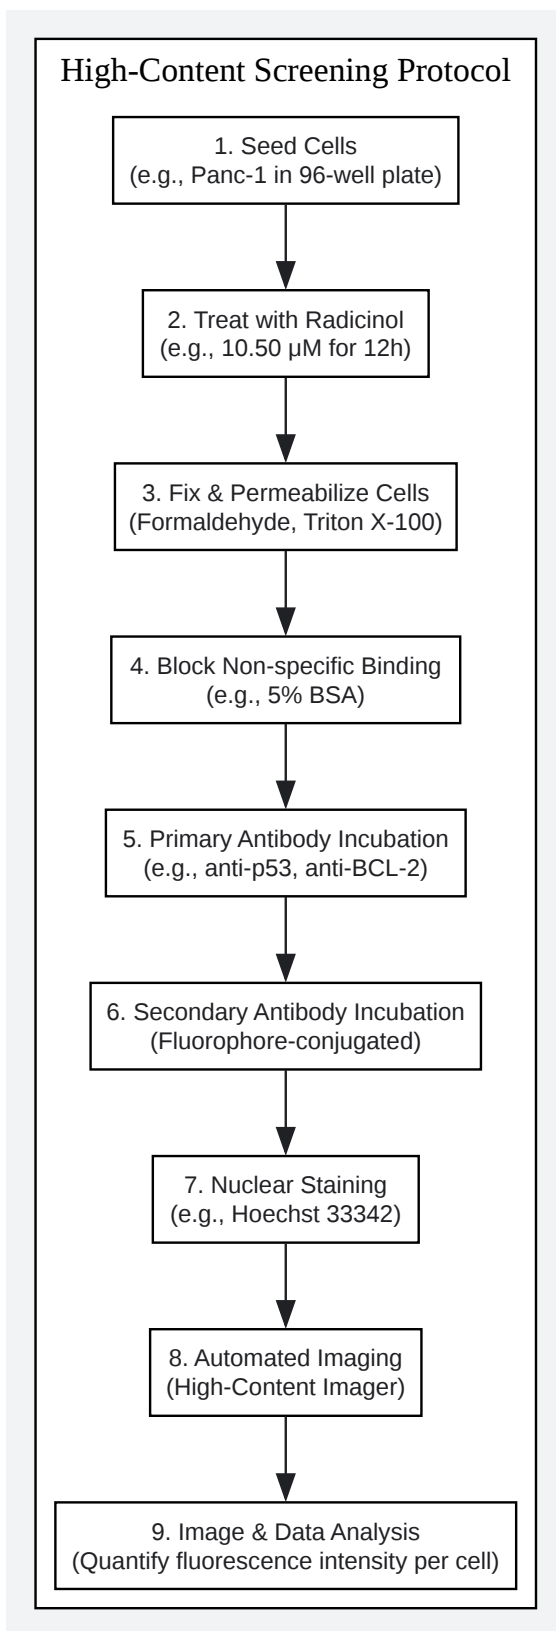 High-Content Screening Protocol
1. Seed Cells
(e.g., Panc-1 in 96-well plate)
2. Treat with Radicinol
(e.g., 10.50 μM for 12h)
3. Fix & Permeabilize Cells
(Formaldehyde, Triton X-100)
4. Block Non-specific Binding
(e.g., 5% BSA)
5. Primary Antibody Incubation
(e.g., anti-p53, anti-BCL-2)
6. Secondary Antibody Incubation
(Fluorophore-conjugated)
7. Nuclear Staining
(e.g., Hoechst 33342)
8. Automated Imaging
(High-Content Imager)
9. Image & Data Analysis
(Quantify fluorescence intensity per cell)